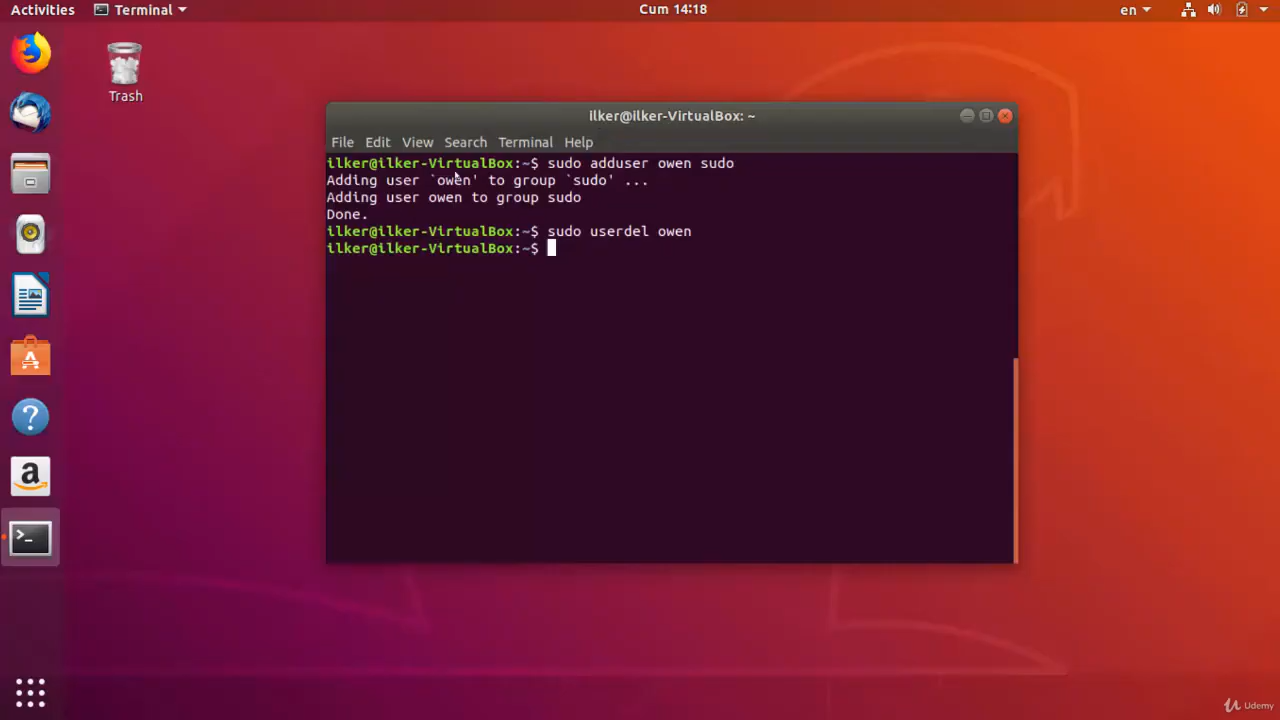 Activities
Terminal
Cum 14:18
en
Trash
ilker@ilker-VirtualBox: ~
File Edit View Search Terminal Help
ilker@ilker-VirtualBox:~$ sudo adduser owen sudo
Adding user `owen' to group `sudo' ...
Adding user owen to group sudo
Done.
ilker@ilker-VirtualBox:~$ sudo userdel owen
ilker@ilker-VirtualBox:~$
Udemy